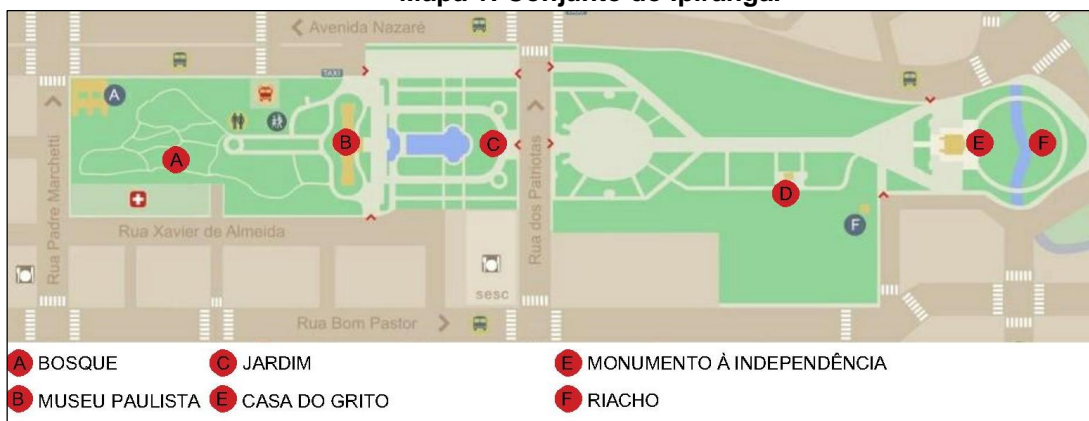 Mapa 1. Conjunto do Ipiranga.
Avenida Nazaré
TAXI
A
A
B
C
D
E
F
F
Rua Padre Marchetti
Rua dos Patriotas
Rua Xavier de Almeida
sesc
Rua Bom Pastor
A BOSQUE
C JARDIM
E MONUMENTO À INDEPENDÊNCIA
B MUSEU PAULISTA
E CASA DO GRITO
F RIACHO